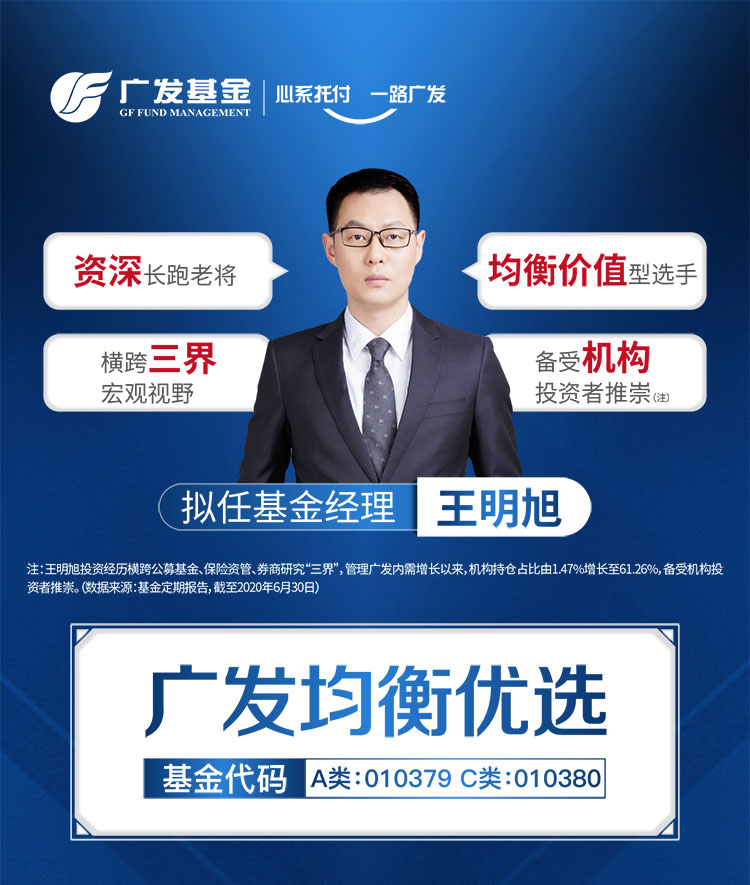 广发基金
GF FUND MANAGEMENT
心系托付 一路广发
资深长跑老将
均衡价值型选手
横跨三界
宏观视野
备受机构
投资者推崇(注)
拟任基金经理 王明旭
注:王明旭投资经历横跨公募基金、保险资管、券商研究“三界”,管理广发内需增长以来,机构持仓占比由1.47%增长至61.26%,备受机构投
资者推崇。(数据来源:基金定期报告,截至2020年6月30日)
广发均衡优选
基金代码 A类:010379 C类:010380